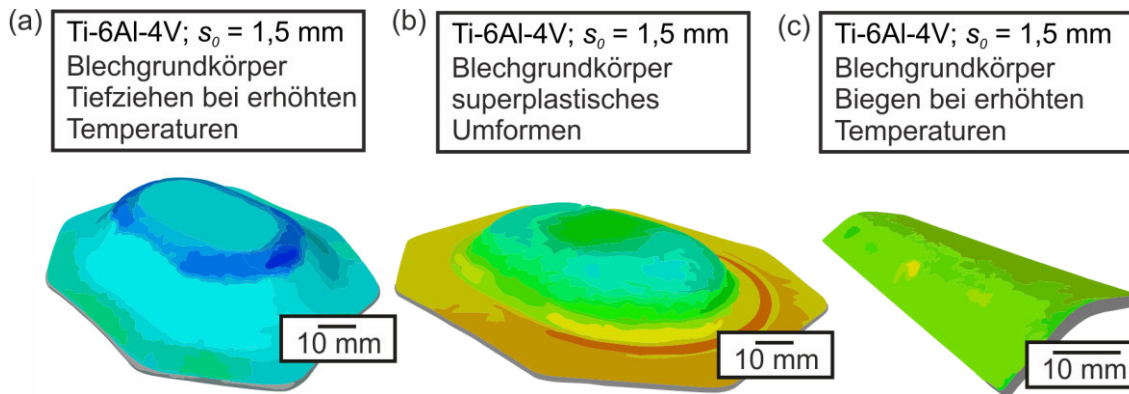 (a)
Ti-6Al-4V; s₀ = 1,5 mm
Blechgrundkörper
Tiefziehen bei erhöhten
Temperaturen
10 mm
(b)
Ti-6Al-4V; s₀ = 1,5 mm
Blechgrundkörper
superplastisches
Umformen
10 mm
(c)
Ti-6Al-4V; s₀ = 1,5 mm
Blechgrundkörper
Biegen bei erhöhten
Temperaturen
10 mm